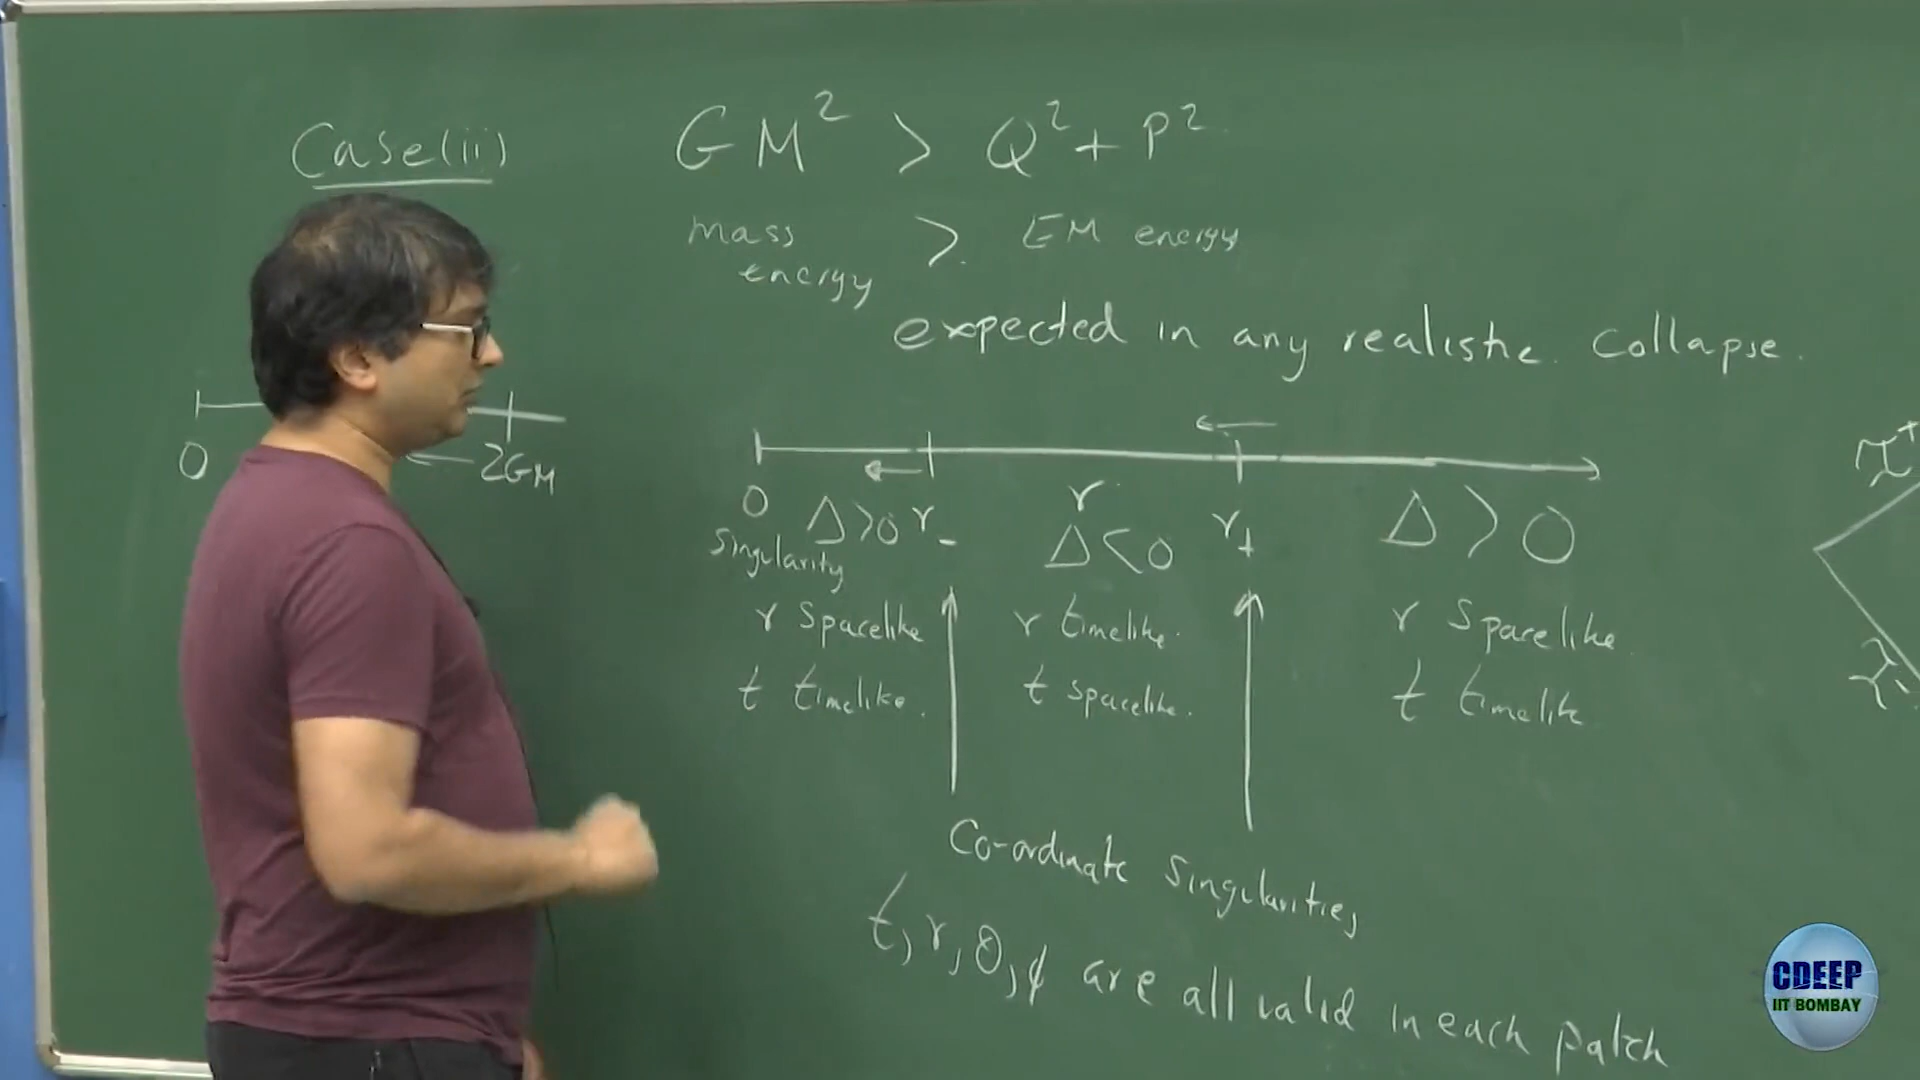 Case(ii)
GM² > Q² + P²
mass energy > EM energy
expected in any realistic collapse.
0
2GM
0 Δ>0 r₋
r
Δ<0
r₊
Δ > 0
Singularity
r spacelike
t timelike.
r timelike.
t spacelike.
r spacelike
t timelike
Co-ordinate Singularities
t, r, θ, ϕ are all valid in each patch
CDEEP
IIT BOMBAY